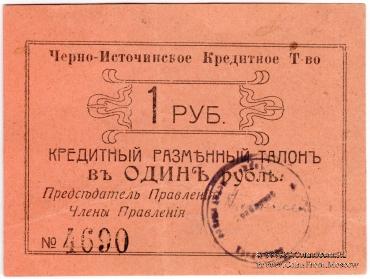 Черно-Источинское Кредитное Т-во
1 РУБ.
КРЕДИТНЫЙ РАЗМѢННЫЙ ТАЛОНЪ
въ ОДИНЪ рубль.
Предсѣдатель Правленія
Члены Правленія
№ 4690